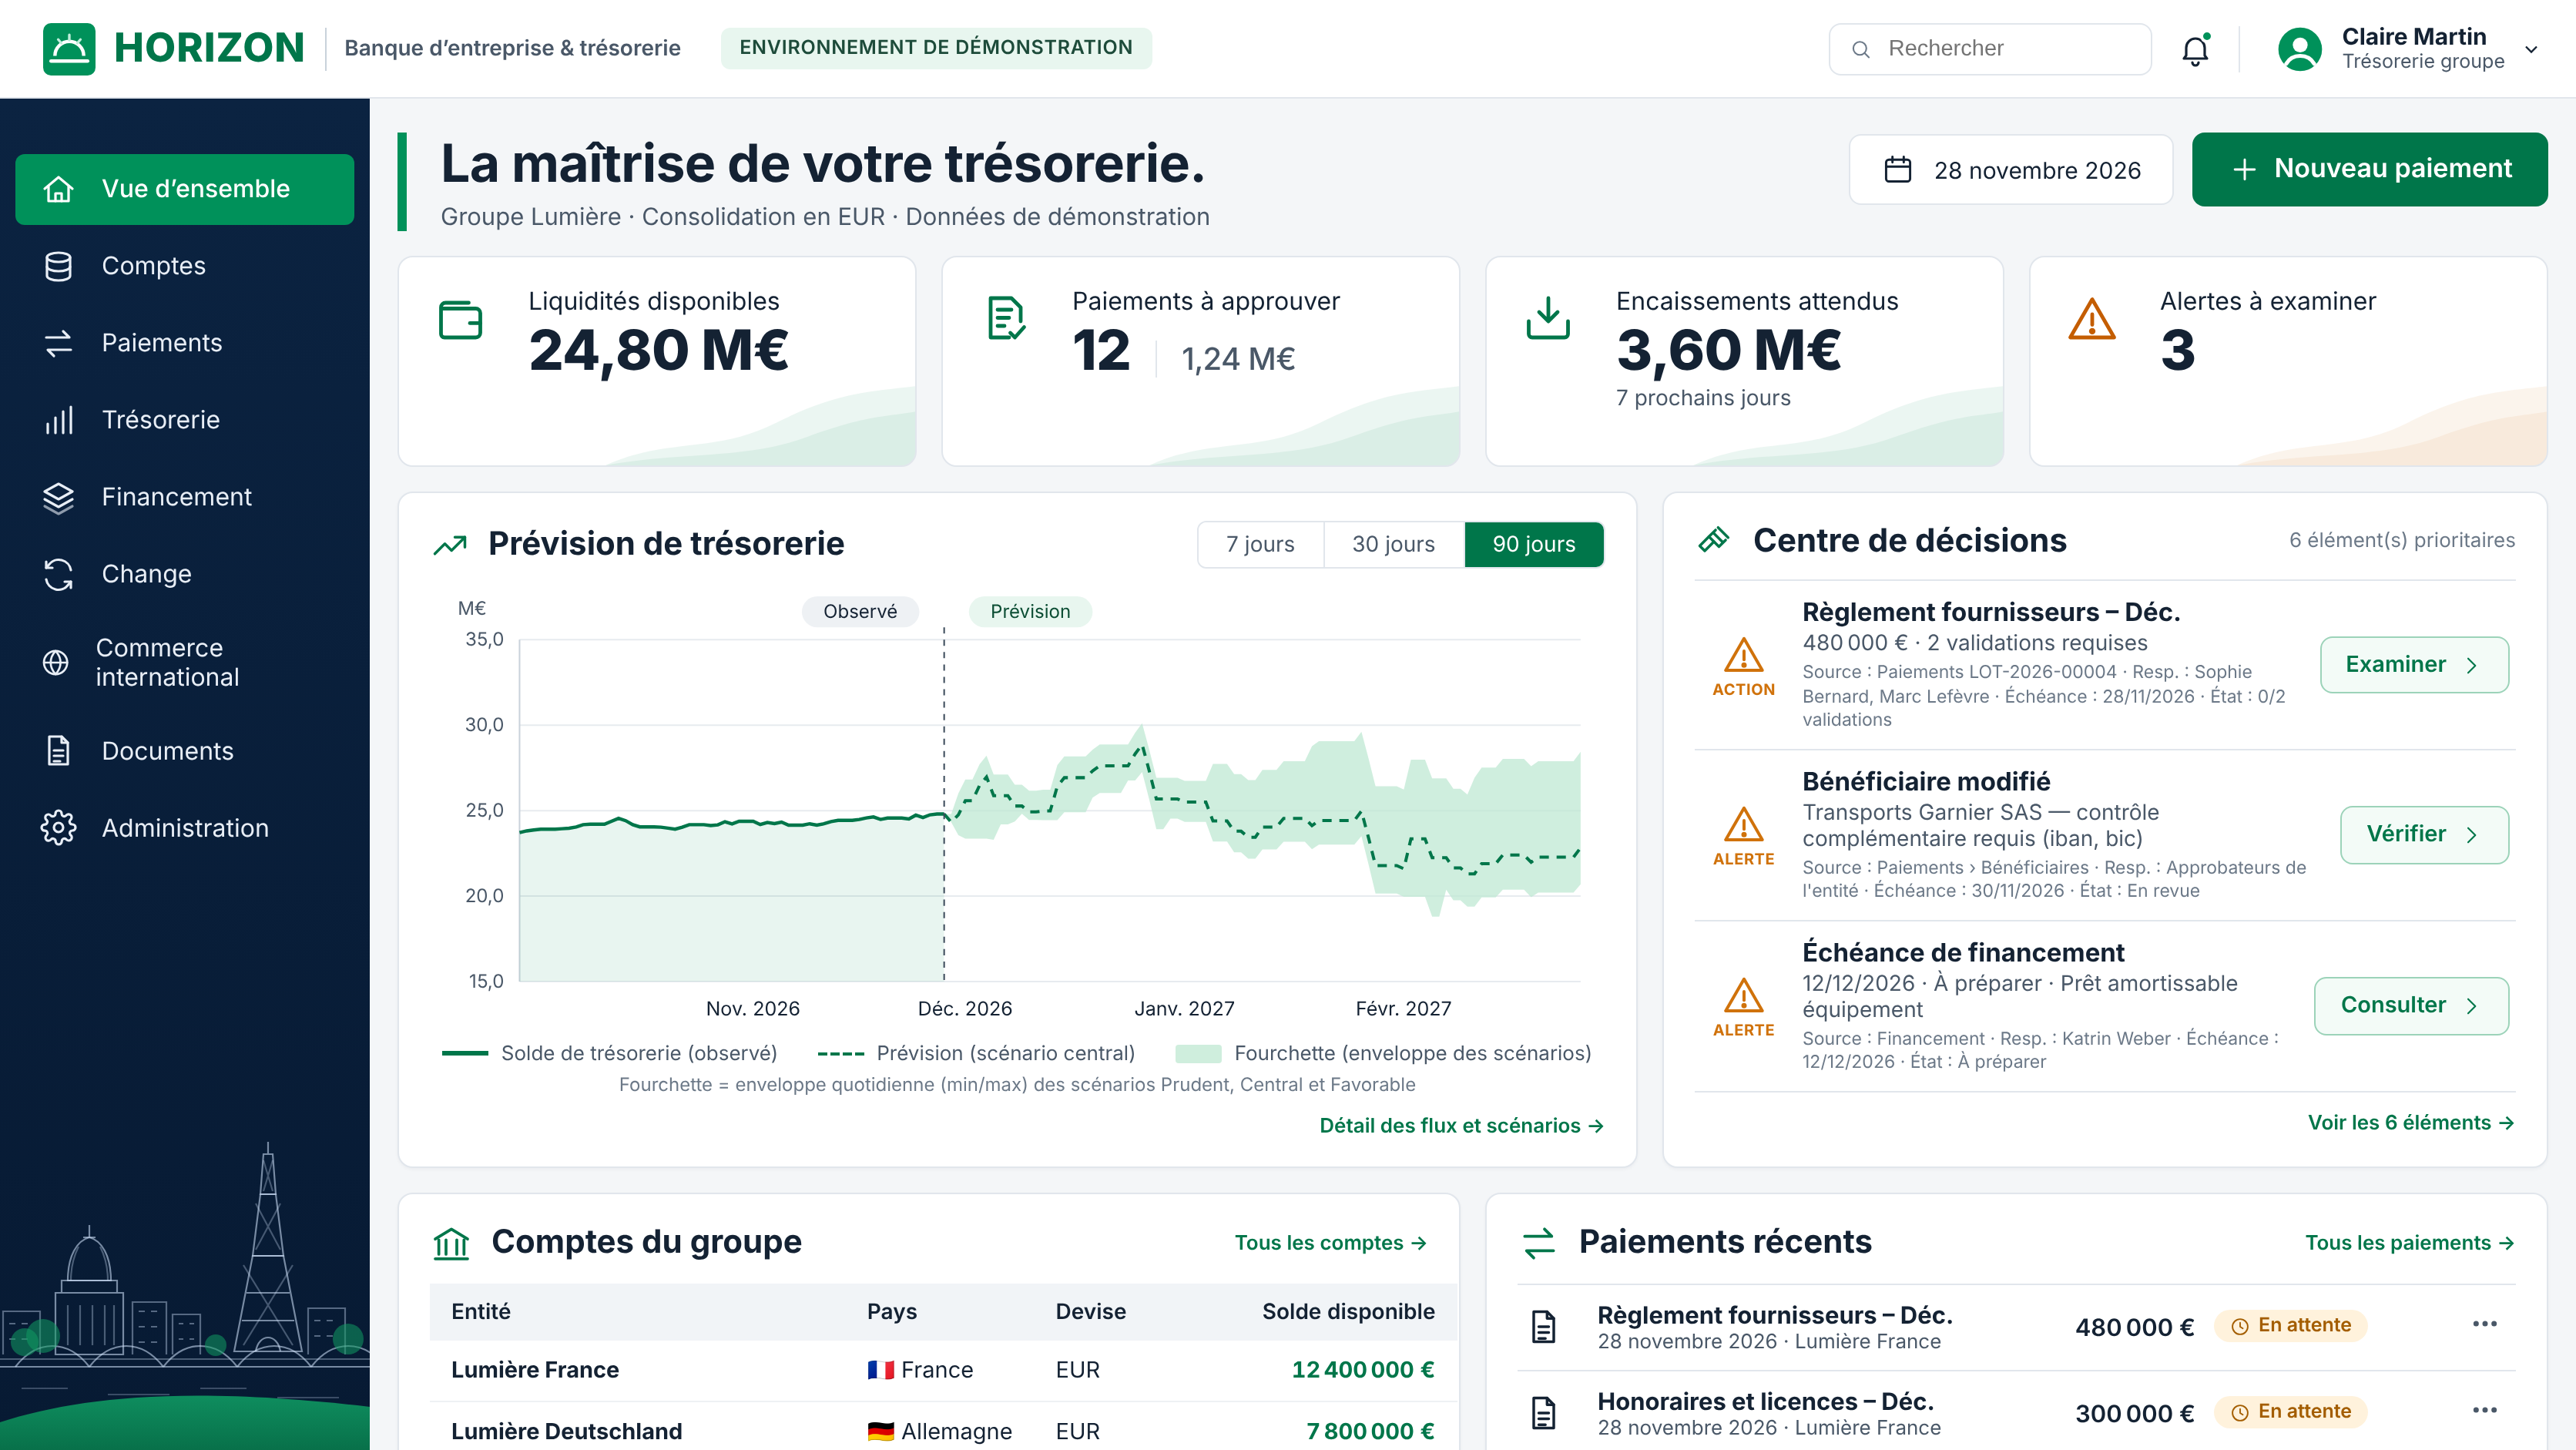 HORIZON
Banque d’entreprise & trésorerie
ENVIRONNEMENT DE DÉMONSTRATION
Rechercher
Claire Martin
Trésorerie groupe
Vue d’ensemble
Comptes
Paiements
Trésorerie
Financement
Change
Commerce
international
Documents
Administration
La maîtrise de votre trésorerie.
Groupe Lumière · Consolidation en EUR · Données de démonstration
28 novembre 2026
Nouveau paiement
Liquidités disponibles
24,80 M€
Paiements à approuver
12
1,24 M€
Encaissements attendus
3,60 M€
7 prochains jours
Alertes à examiner
3
Prévision de trésorerie
7 jours
30 jours
90 jours
M€
Observé
Prévision
35,0
30,0
25,0
20,0
15,0
Nov. 2026
Déc. 2026
Janv. 2027
Févr. 2027
Solde de trésorerie (observé)
Prévision (scénario central)
Fourchette (enveloppe des scénarios)
Fourchette = enveloppe quotidienne (min/max) des scénarios Prudent, Central et Favorable
Détail des flux et scénarios →
Centre de décisions
6 élément(s) prioritaires
ACTION
Règlement fournisseurs – Déc.
480 000 € · 2 validations requises
Source : Paiements LOT-2026-00004 · Resp. : Sophie
Bernard, Marc Lefèvre · Échéance : 28/11/2026 · État : 0/2
validations
Examiner
ALERTE
Bénéficiaire modifié
Transports Garnier SAS — contrôle
complémentaire requis (iban, bic)
Source : Paiements › Bénéficiaires · Resp. : Approbateurs de
l'entité · Échéance : 30/11/2026 · État : En revue
Vérifier
ALERTE
Échéance de financement
12/12/2026 · À préparer · Prêt amortissable
équipement
Source : Financement · Resp. : Katrin Weber · Échéance :
12/12/2026 · État : À préparer
Consulter
Voir les 6 éléments →
Comptes du groupe
Tous les comptes →
Entité Pays Devise Solde disponible
Lumière France France EUR 12 400 000 €
Lumière Deutschland Allemagne EUR 7 800 000 €
Paiements récents
Tous les paiements →
Règlement fournisseurs – Déc.
28 novembre 2026 · Lumière France
480 000 €
En attente
Honoraires et licences – Déc.
28 novembre 2026 · Lumière France
300 000 €
En attente